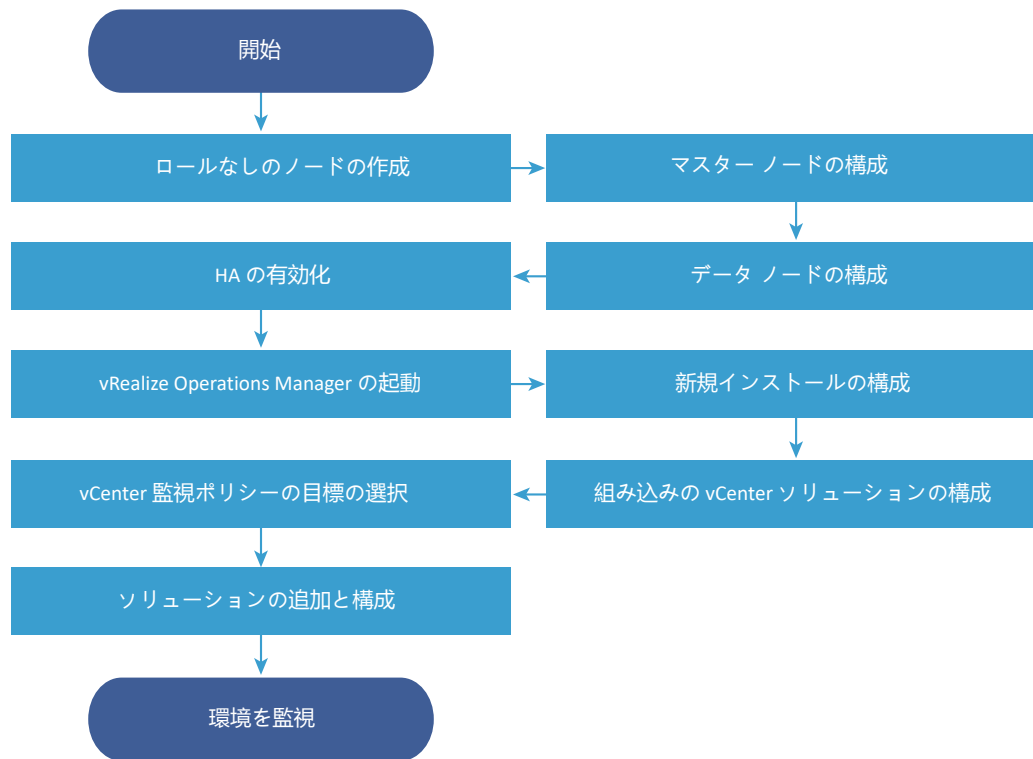 開始
ロールなしのノードの作成
マスター ノードの構成
データ ノードの構成
HA の有効化
vRealize Operations Manager の起動
新規インストールの構成
組み込みの vCenter ソリューションの構成
vCenter 監視ポリシーの目標の選択
ソリューションの追加と構成
環境を監視